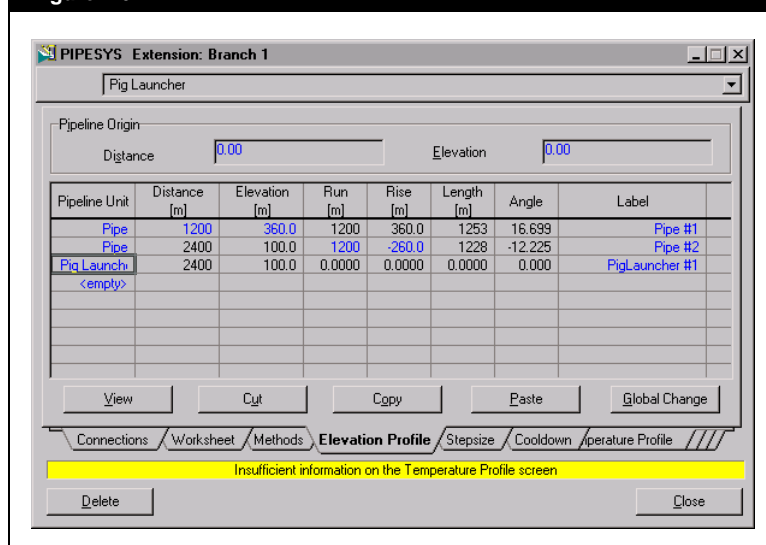 PIPESYS Extension: Branch 1
Pig Launcher
Pipeline Origin
Distance 0.00 Elevation 0.00
Pipeline Unit Distance [m] Elevation [m] Run [m] Rise [m] Length [m] Angle Label
Pipe 1200 360.0 1200 360.0 1253 16.699 Pipe #1
Pipe 2400 100.0 1200 -260.0 1228 -12.225 Pipe #2
Pig Launch 2400 100.0 0.0000 0.0000 0.0000 0.000 PigLauncher #1
<empty>
View Cut Copy Paste Global Change
Connections Worksheet Methods Elevation Profile Stepsize Cooldown perature Profile
Insufficient information on the Temperature Profile screen
Delete Close